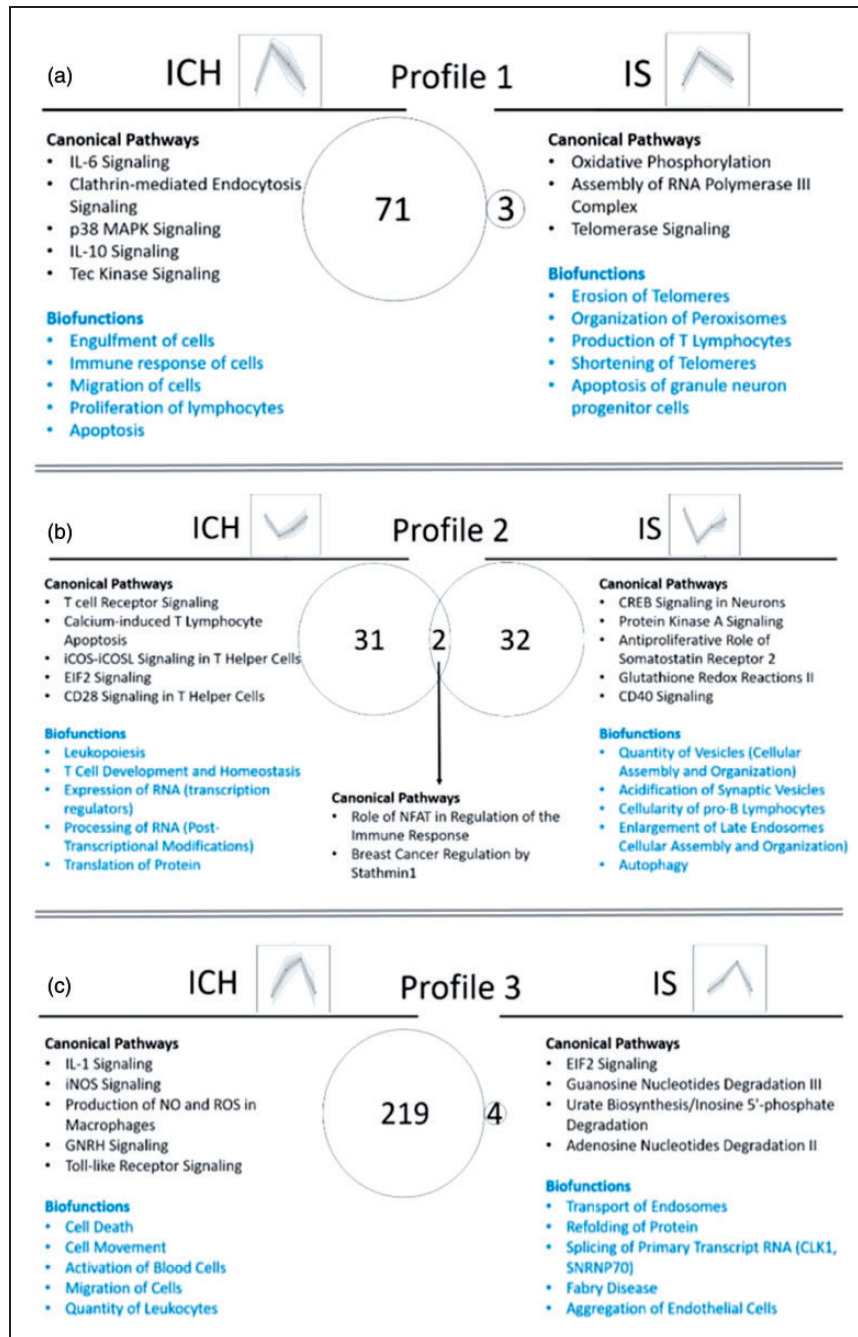 (a)
ICH
Profile 1
IS
Canonical Pathways
• IL-6 Signaling
• Clathrin-mediated Endocytosis
Signaling
• p38 MAPK Signaling
• IL-10 Signaling
• Tec Kinase Signaling
Biofunctions
• Engulfment of cells
• Immune response of cells
• Migration of cells
• Proliferation of lymphocytes
• Apoptosis
71
3
Canonical Pathways
• Oxidative Phosphorylation
• Assembly of RNA Polymerase III
Complex
• Telomerase Signaling
Biofunctions
• Erosion of Telomeres
• Organization of Peroxisomes
• Production of T Lymphocytes
• Shortening of Telomeres
• Apoptosis of granule neuron
progenitor cells
(b)
ICH
Profile 2
IS
Canonical Pathways
• T cell Receptor Signaling
• Calcium-induced T Lymphocyte
Apoptosis
• iCOS-iCOSL Signaling in T Helper Cells
• EIF2 Signaling
• CD28 Signaling in T Helper Cells
Biofunctions
• Leukopoiesis
• T Cell Development and Homeostasis
• Expression of RNA (transcription
regulators)
• Processing of RNA (Post-
Transcriptional Modifications)
• Translation of Protein
31
2
32
Canonical Pathways
• Role of NFAT in Regulation of the
Immune Response
• Breast Cancer Regulation by
Stathmin1
Canonical Pathways
• CREB Signaling in Neurons
• Protein Kinase A Signaling
• Antiproliferative Role of
Somatostatin Receptor 2
• Glutathione Redox Reactions II
• CD40 Signaling
Biofunctions
• Quantity of Vesicles (Cellular
Assembly and Organization)
• Acidification of Synaptic Vesicles
• Cellularity of pro-B Lymphocytes
• Enlargement of Late Endosomes
Cellular Assembly and Organization)
• Autophagy
(c)
ICH
Profile 3
IS
Canonical Pathways
• IL-1 Signaling
• iNOS Signaling
• Production of NO and ROS in
Macrophages
• GNRH Signaling
• Toll-like Receptor Signaling
Biofunctions
• Cell Death
• Cell Movement
• Activation of Blood Cells
• Migration of Cells
• Quantity of Leukocytes
219
4
Canonical Pathways
• EIF2 Signaling
• Guanosine Nucleotides Degradation III
• Urate Biosynthesis/Inosine 5'-phosphate
Degradation
• Adenosine Nucleotides Degradation II
Biofunctions
• Transport of Endosomes
• Refolding of Protein
• Splicing of Primary Transcript RNA (CLK1,
SNRNP70)
• Fabry Disease
• Aggregation of Endothelial Cells